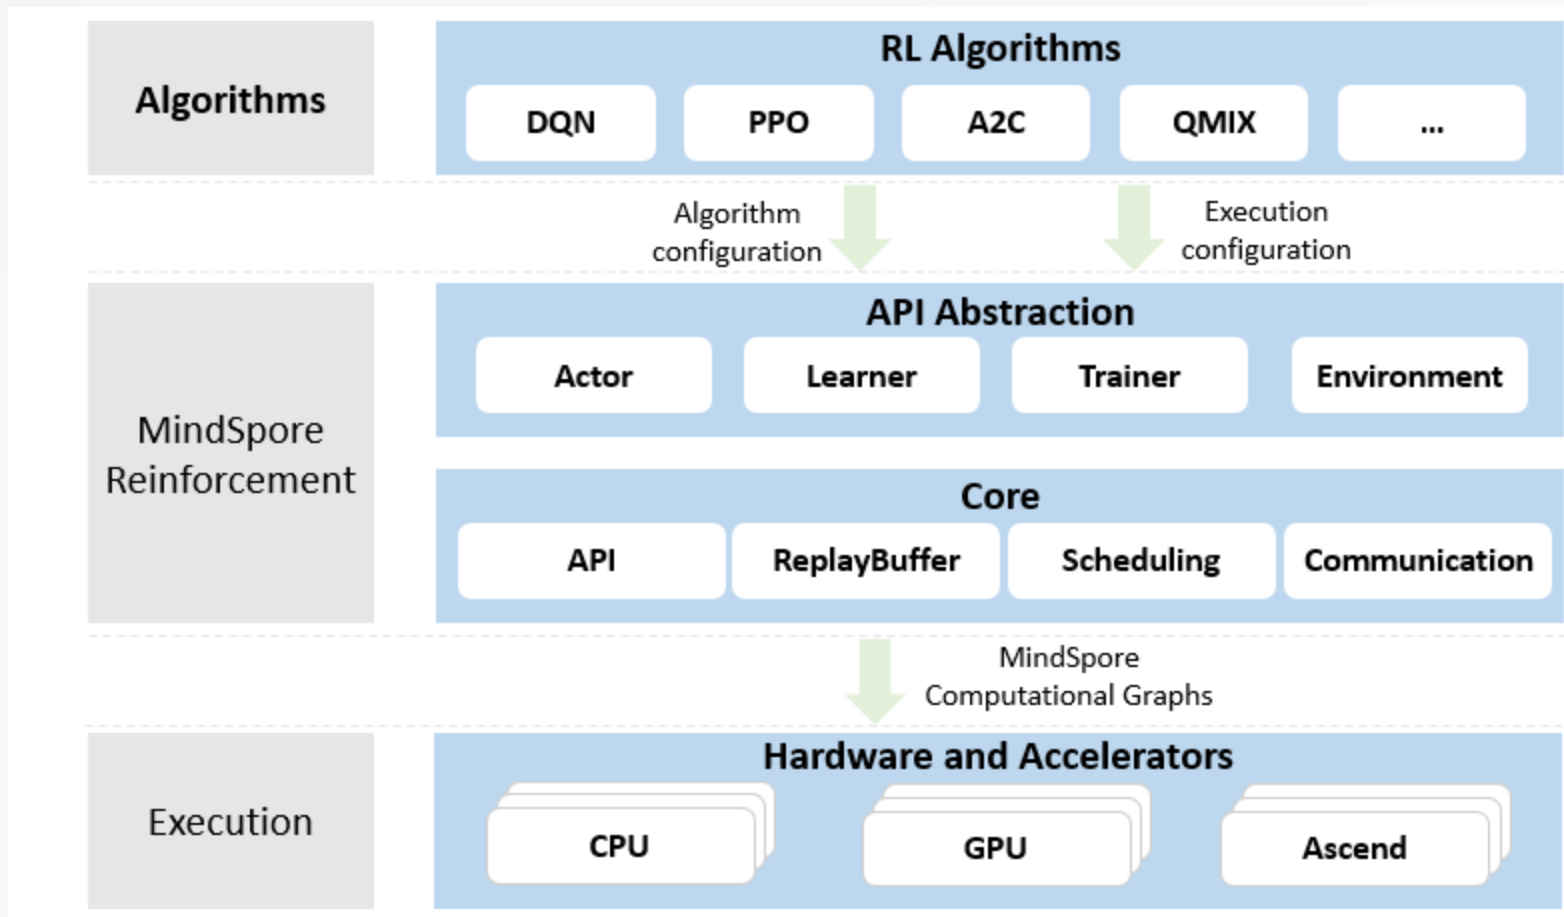 Algorithms
RL Algorithms
DQN
PPO
A2C
QMIX
...
Algorithm
configuration
Execution
configuration
MindSpore
Reinforcement
API Abstraction
Actor
Learner
Trainer
Environment
Core
API
ReplayBuffer
Scheduling
Communication
MindSpore
Computational Graphs
Execution
Hardware and Accelerators
CPU
GPU
Ascend